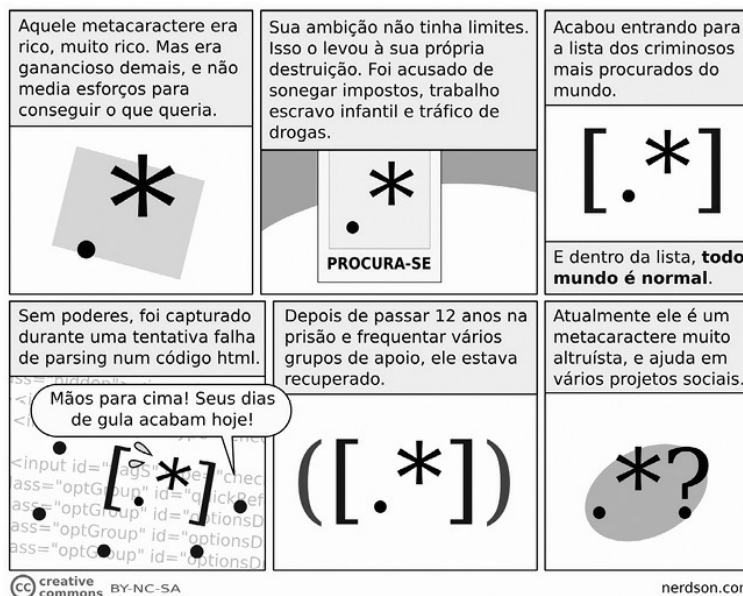 Aquele metacaractere era
rico, muito rico. Mas era
ganancioso demais, e não
media esforços para
conseguir o que queria.
.*
Sua ambição não tinha limites.
Isso o levou à sua própria
destruição. Foi acusado de
sonegar impostos, trabalho
escravo infantil e tráfico de
drogas.
.*
PROCURA-SE
Acabou entrando para
a lista dos criminosos
mais procurados do
mundo.
[.*]
E dentro da lista, todo
mundo é normal.
Sem poderes, foi capturado
durante uma tentativa falha
de parsing num código html.
Mãos para cima! Seus dias
de gula acabam hoje!
[.*]
<input id="
ass="optGroup" id="quickRef
ass="optGroup" id="optionsD
ass="optGroup" id="optionsD
ass="optGroup" id="optionsD
Depois de passar 12 anos na
prisão e frequentar vários
grupos de apoio, ele estava
recuperado.
([.*])
Atualmente ele é um
metacaractere muito
altruísta, e ajuda em
vários projetos sociais.
.*?
cc creative
commons BY-NC-SA
nerdson.com